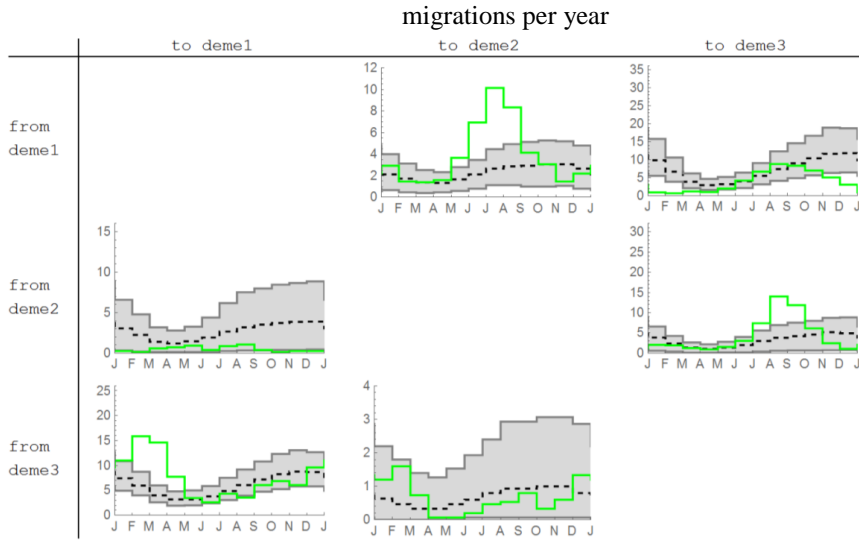 migrations per year
to deme1 to deme2 to deme3
from
deme1
12
10
8
6
4
2
0
J F M A M J J A S O N D J
35
30
25
20
15
10
5
0
J F M A M J J A S O N D J
from
deme2
15
10
5
0
J F M A M J J A S O N D J
30
25
20
15
10
5
0
J F M A M J J A S O N D J
from
deme3
25
20
15
10
5
0
J F M A M J J A S O N D J
4
3
2
1
0
J F M A M J J A S O N D J